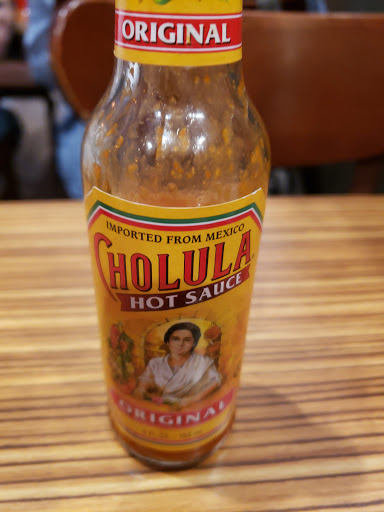 ORIGINAL
IMPORTED FROM MEXICO
CHOLULA
HOT SAUCE
ORIGINAL